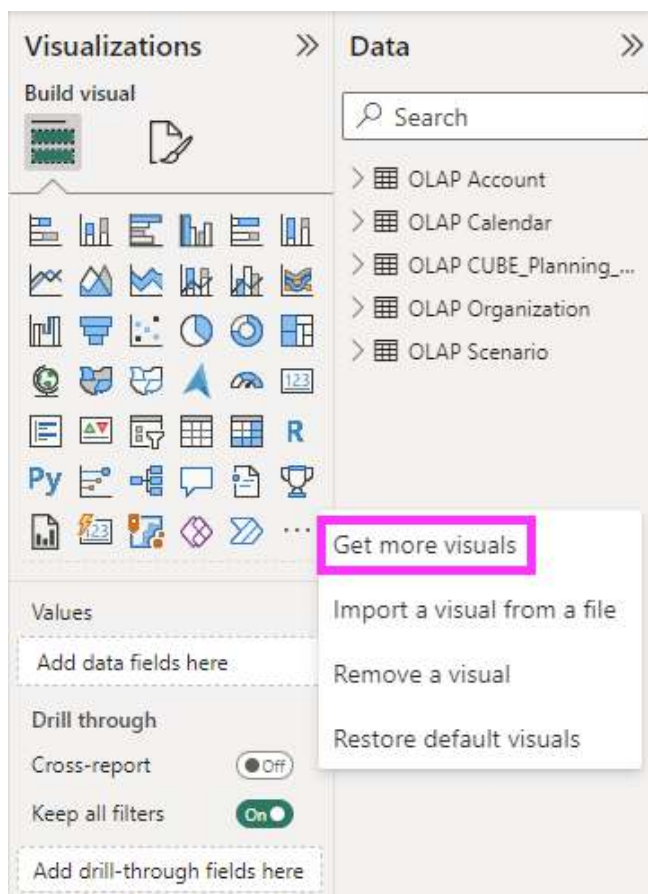 Visualizations
Build visual
123
R
Py
123
Values
Add data fields here
Drill through
Cross-report
Off
Keep all filters
On
Add drill-through fields here
Data
Search
OLAP Account
OLAP Calendar
OLAP CUBE_Planning_...
OLAP Organization
OLAP Scenario
Get more visuals
Import a visual from a file
Remove a visual
Restore default visuals